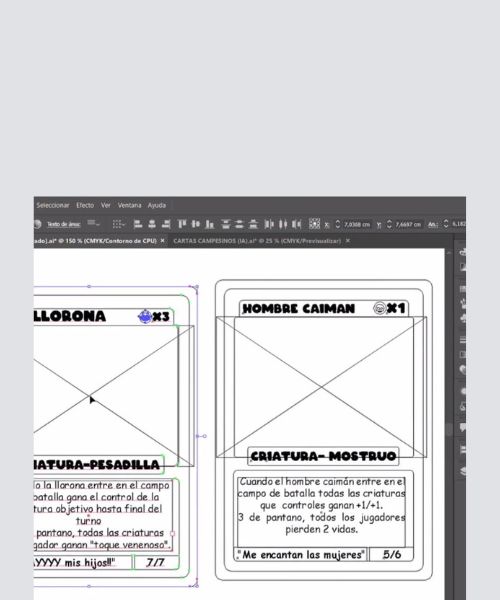 Seleccionar Efecto Ver Ventana Ayuda
Texto de área:
X: 7,0368 cm Y: 7,6697 cm An.: 6,182
ado].ai* @ 150 % (CMYK/Contorno de CPU) × CARTAS CAMPESINOS (IA).ai* @ 25 % (CMYK/Previsualizar) ×
LLORONA X3
IATURA-PESADILLA
o la llorona entre en el campo
batalla gana el control de la
tura objetivo hasta final del
turno
pantano, todas las criaturas
gador ganan "toque venenoso".
AYYYY mis hijos!!" 7/7
HOMBRE CAIMAN X1
CRIATURA- MOSTRUO
Cuando el hombre caimán entre en el
campo de batalla todas las criaturas
que controles ganan +1/+1.
3 de pantano, todos los jugadores
pierden 2 vidas.
"Me encantan las mujeres" 5/6